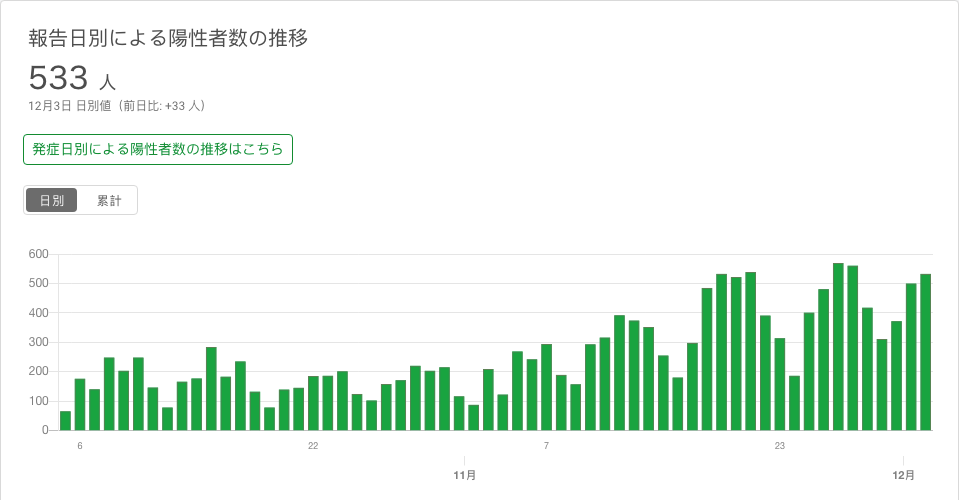 報告日別による陽性者数の推移
533 人
12月3日 日別値（前日比: +33 人）
発症日別による陽性者数の推移はこちら
日別 累計
600
500
400
300
200
100
0
6 22 7 23
11月 12月